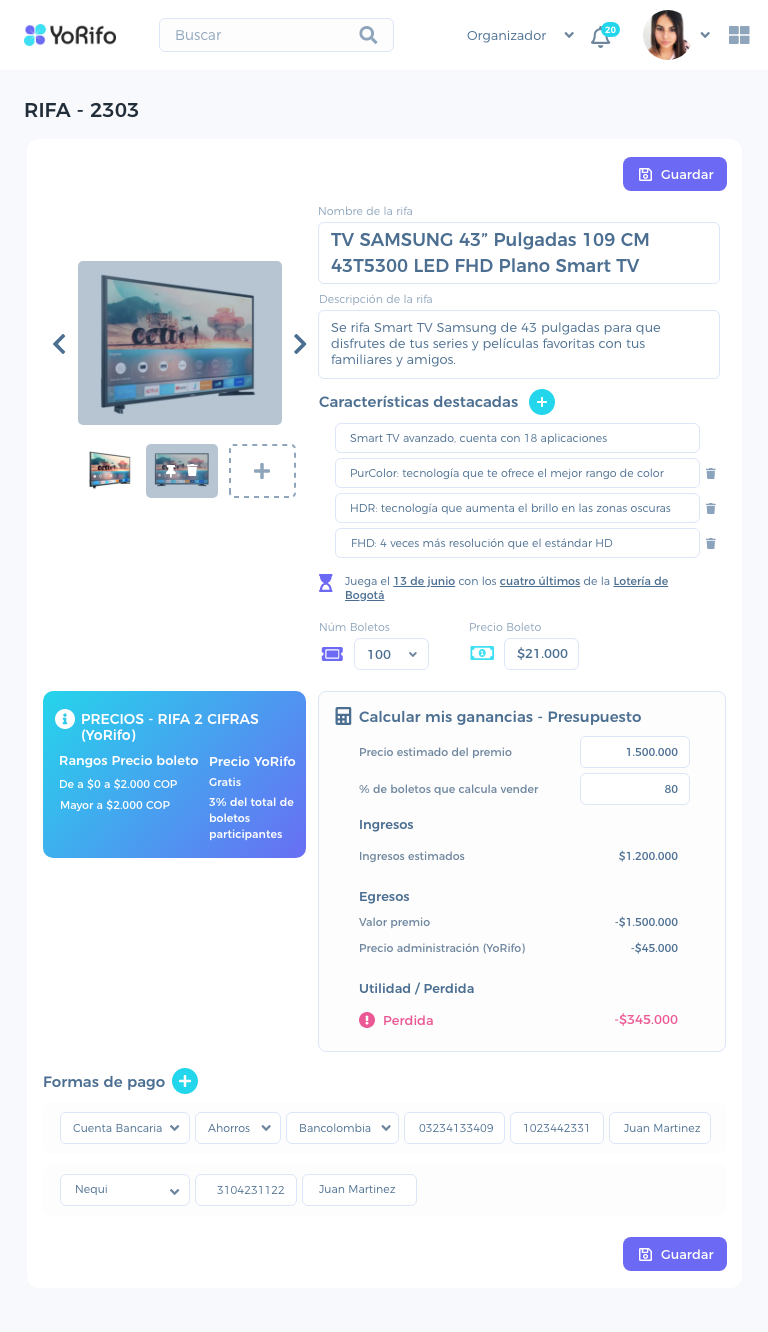 YoRifo
Buscar
Organizador
20
RIFA - 2303
Guardar
Nombre de la rifa
TV SAMSUNG 43” Pulgadas 109 CM
43T5300 LED FHD Plano Smart TV
Descripción de la rifa
Se rifa Smart TV Samsung de 43 pulgadas para que
disfrutes de tus series y películas favoritas con tus
familiares y amigos.
Características destacadas
Smart TV avanzado, cuenta con 18 aplicaciones
PurColor: tecnología que te ofrece el mejor rango de color
HDR: tecnología que aumenta el brillo en las zonas oscuras
FHD: 4 veces más resolución que el estándar HD
Juega el 13 de junio con los cuatro últimos de la Lotería de
Bogotá
Núm Boletos
100
Precio Boleto
$21.000
PRECIOS - RIFA 2 CIFRAS
(YoRifo)
Rangos Precio boleto Precio YoRifo
De a $0 a $2.000 COP Gratis
Mayor a $2.000 COP 3% del total de
boletos
participantes
Calcular mis ganancias - Presupuesto
Precio estimado del premio 1.500.000
% de boletos que calcula vender 80
Ingresos
Ingresos estimados $1.200.000
Egresos
Valor premio -$1.500.000
Precio administración (YoRifo) -$45.000
Utilidad / Perdida
Perdida -$345.000
Formas de pago
Cuenta Bancaria Ahorros Bancolombia 03234133409 1023442331 Juan Martinez
Nequi 3104231122 Juan Martinez
Guardar